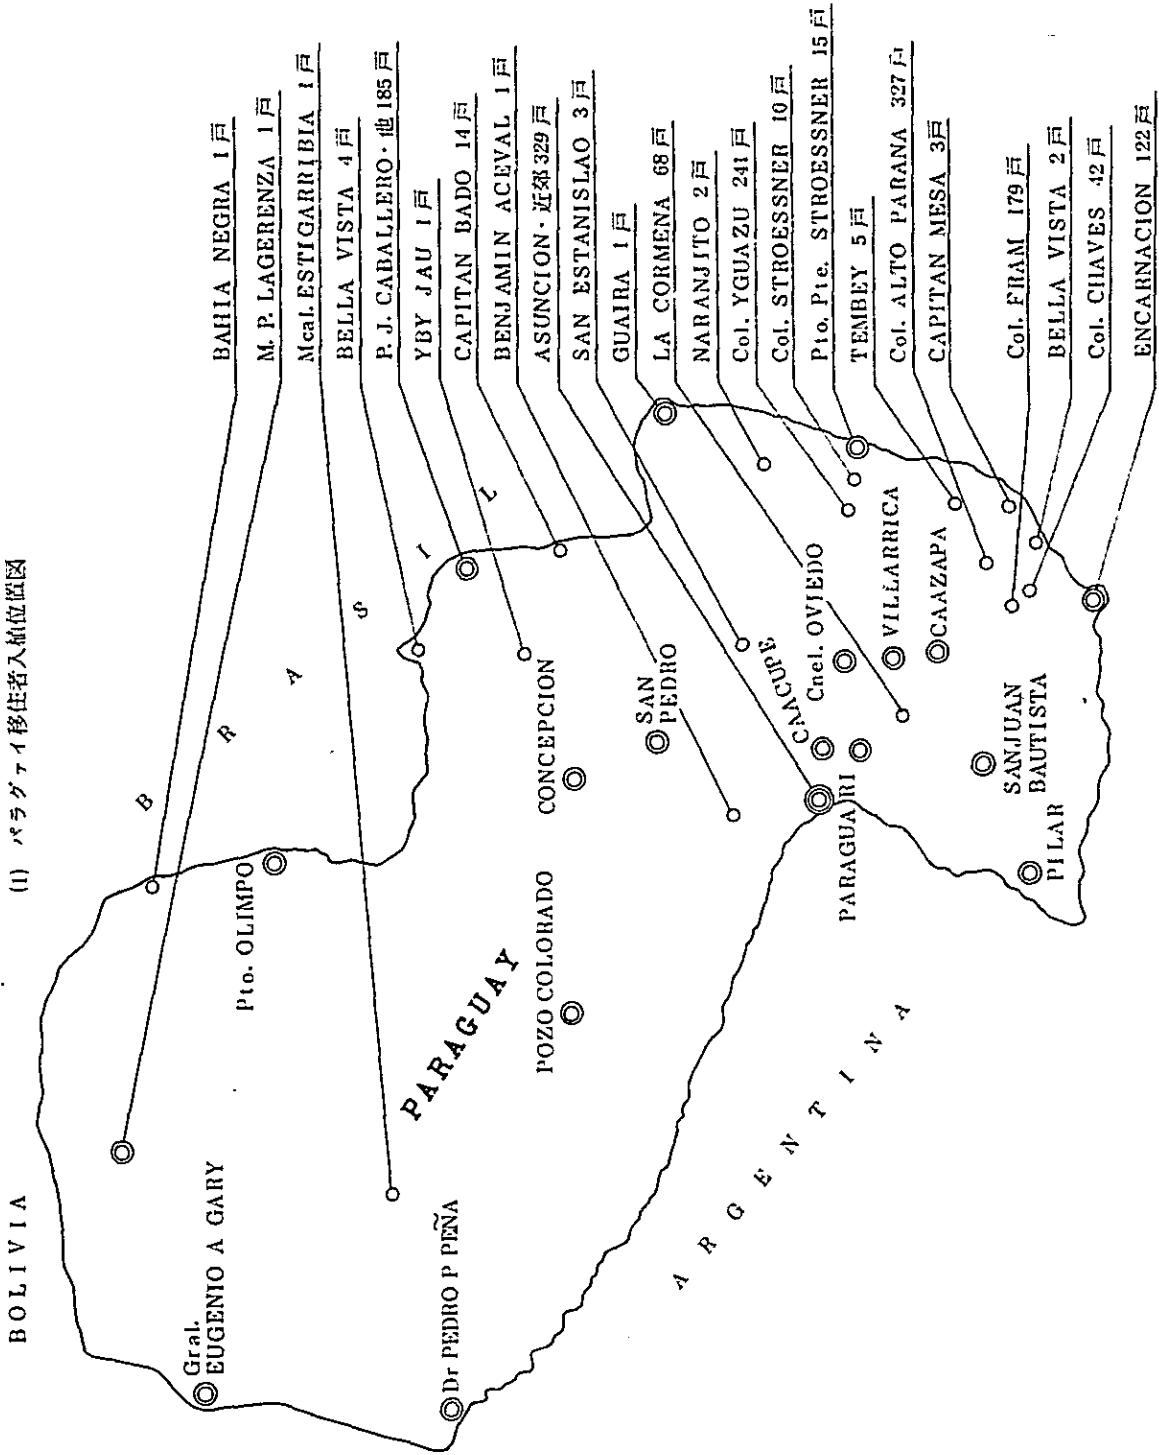 (1) パラグァイ移住者入植位置図
BOLIVIA
BRASIL
ARGENTINA
PARAGUAY
BAHIA NEGRA 1戸
M. P. LAGERENZA 1戸
Mcal. ESTIGARRIBIA 1戸
BELLA VISTA 4戸
P. J. CABALLERO・他 185戸
YBY JAU 1戸
CAPITAN BADO 14戸
BENJAMIN ACEVAL 1戸
ASUNCION・近郊 329戸
SAN ESTANISLAO 3戸
GUAIRA 1戸
LA CORMENA 68戸
NARANJITO 2戸
Col. YGUAZU 241戸
Col. STROESSNER 10戸
Pto. Pte. STROESSNER 15戸
TEMBEY 5戸
Col. ALTO PARANA 327戸
CAPITAN MESA 3戸
Col. FRAM 179戸
BELLA VISTA 2戸
Col. CHAVES 42戸
ENCARNACION 122戸
Gral.
EUGENIO A GARY
Dr PEDRO P PEÑA
Pto. OLIMPO
POZO COLORADO
CONCEPCION
SAN
PEDRO
CAACUPE
Cnel. OVIEDO
VILLARRICA
CAAZAPA
PARAGUARI
SANJUAN
BAUTISTA
PILAR